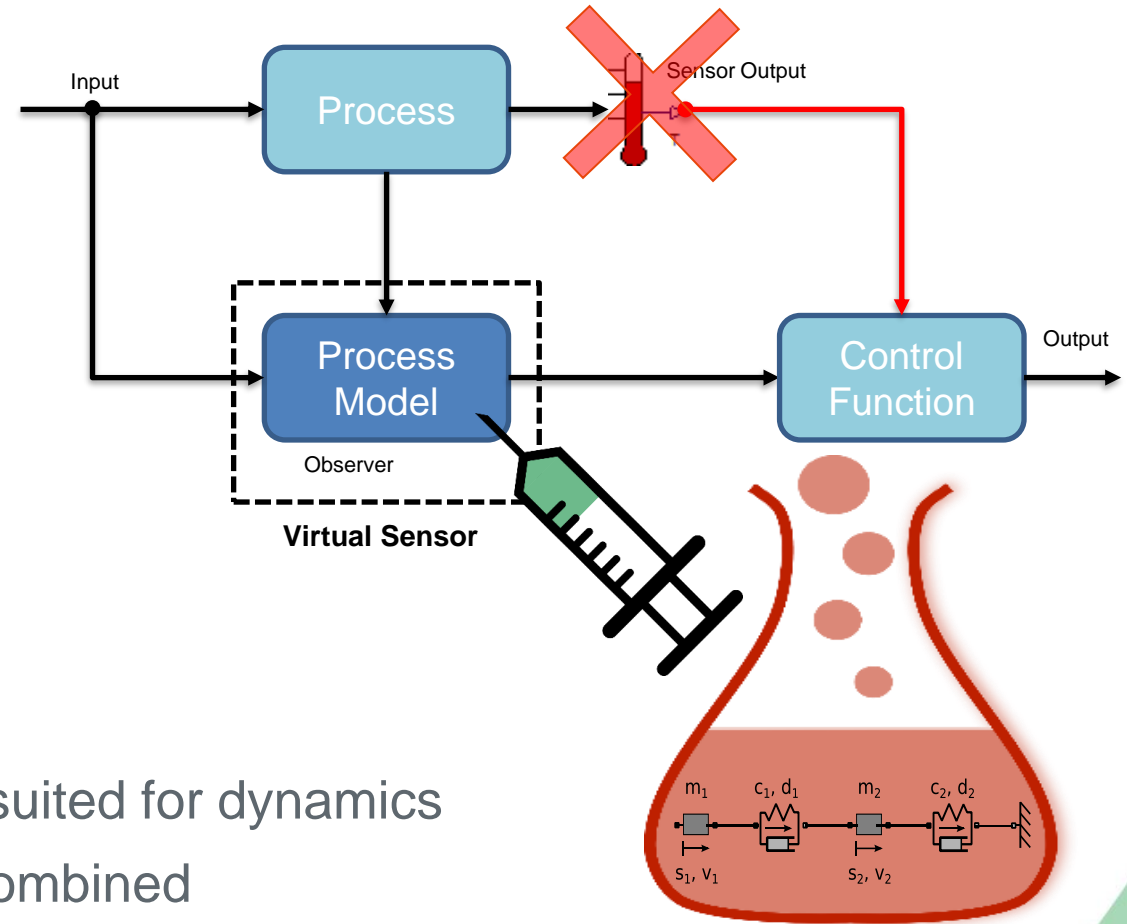 Input
Process
Sensor Output
Process
Model
Control
Function
Output
Observer
Virtual Sensor
m₁ c₁, d₁ m₂ c₂, d₂
s₁, v₁ s₂, v₂
suited for dynamics
ombined